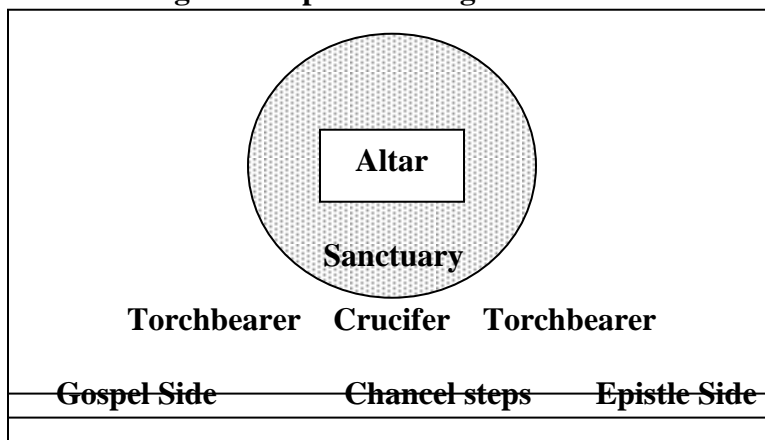 Altar
Sanctuary
Torchbearer Crucifer Torchbearer
Gospel Side Chancel steps Epistle Side